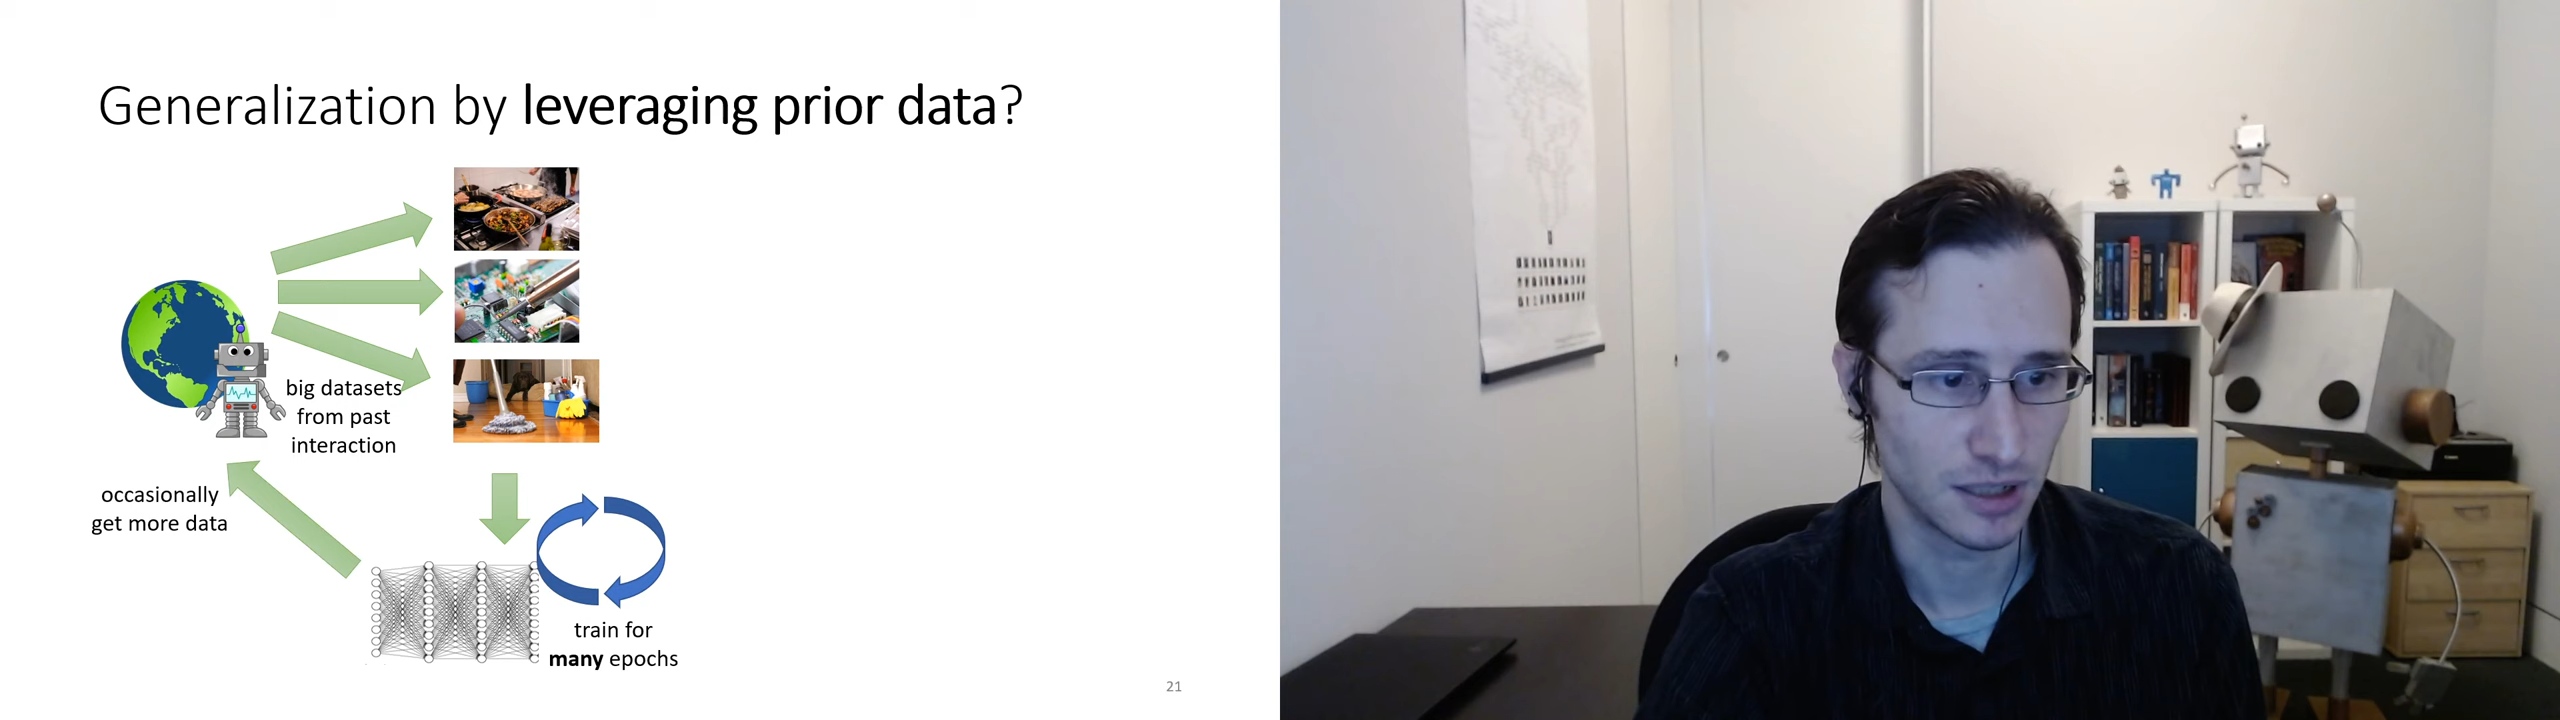 Generalization by leveraging prior data?
big datasets
from past
interaction
occasionally
get more data
train for
many epochs
21